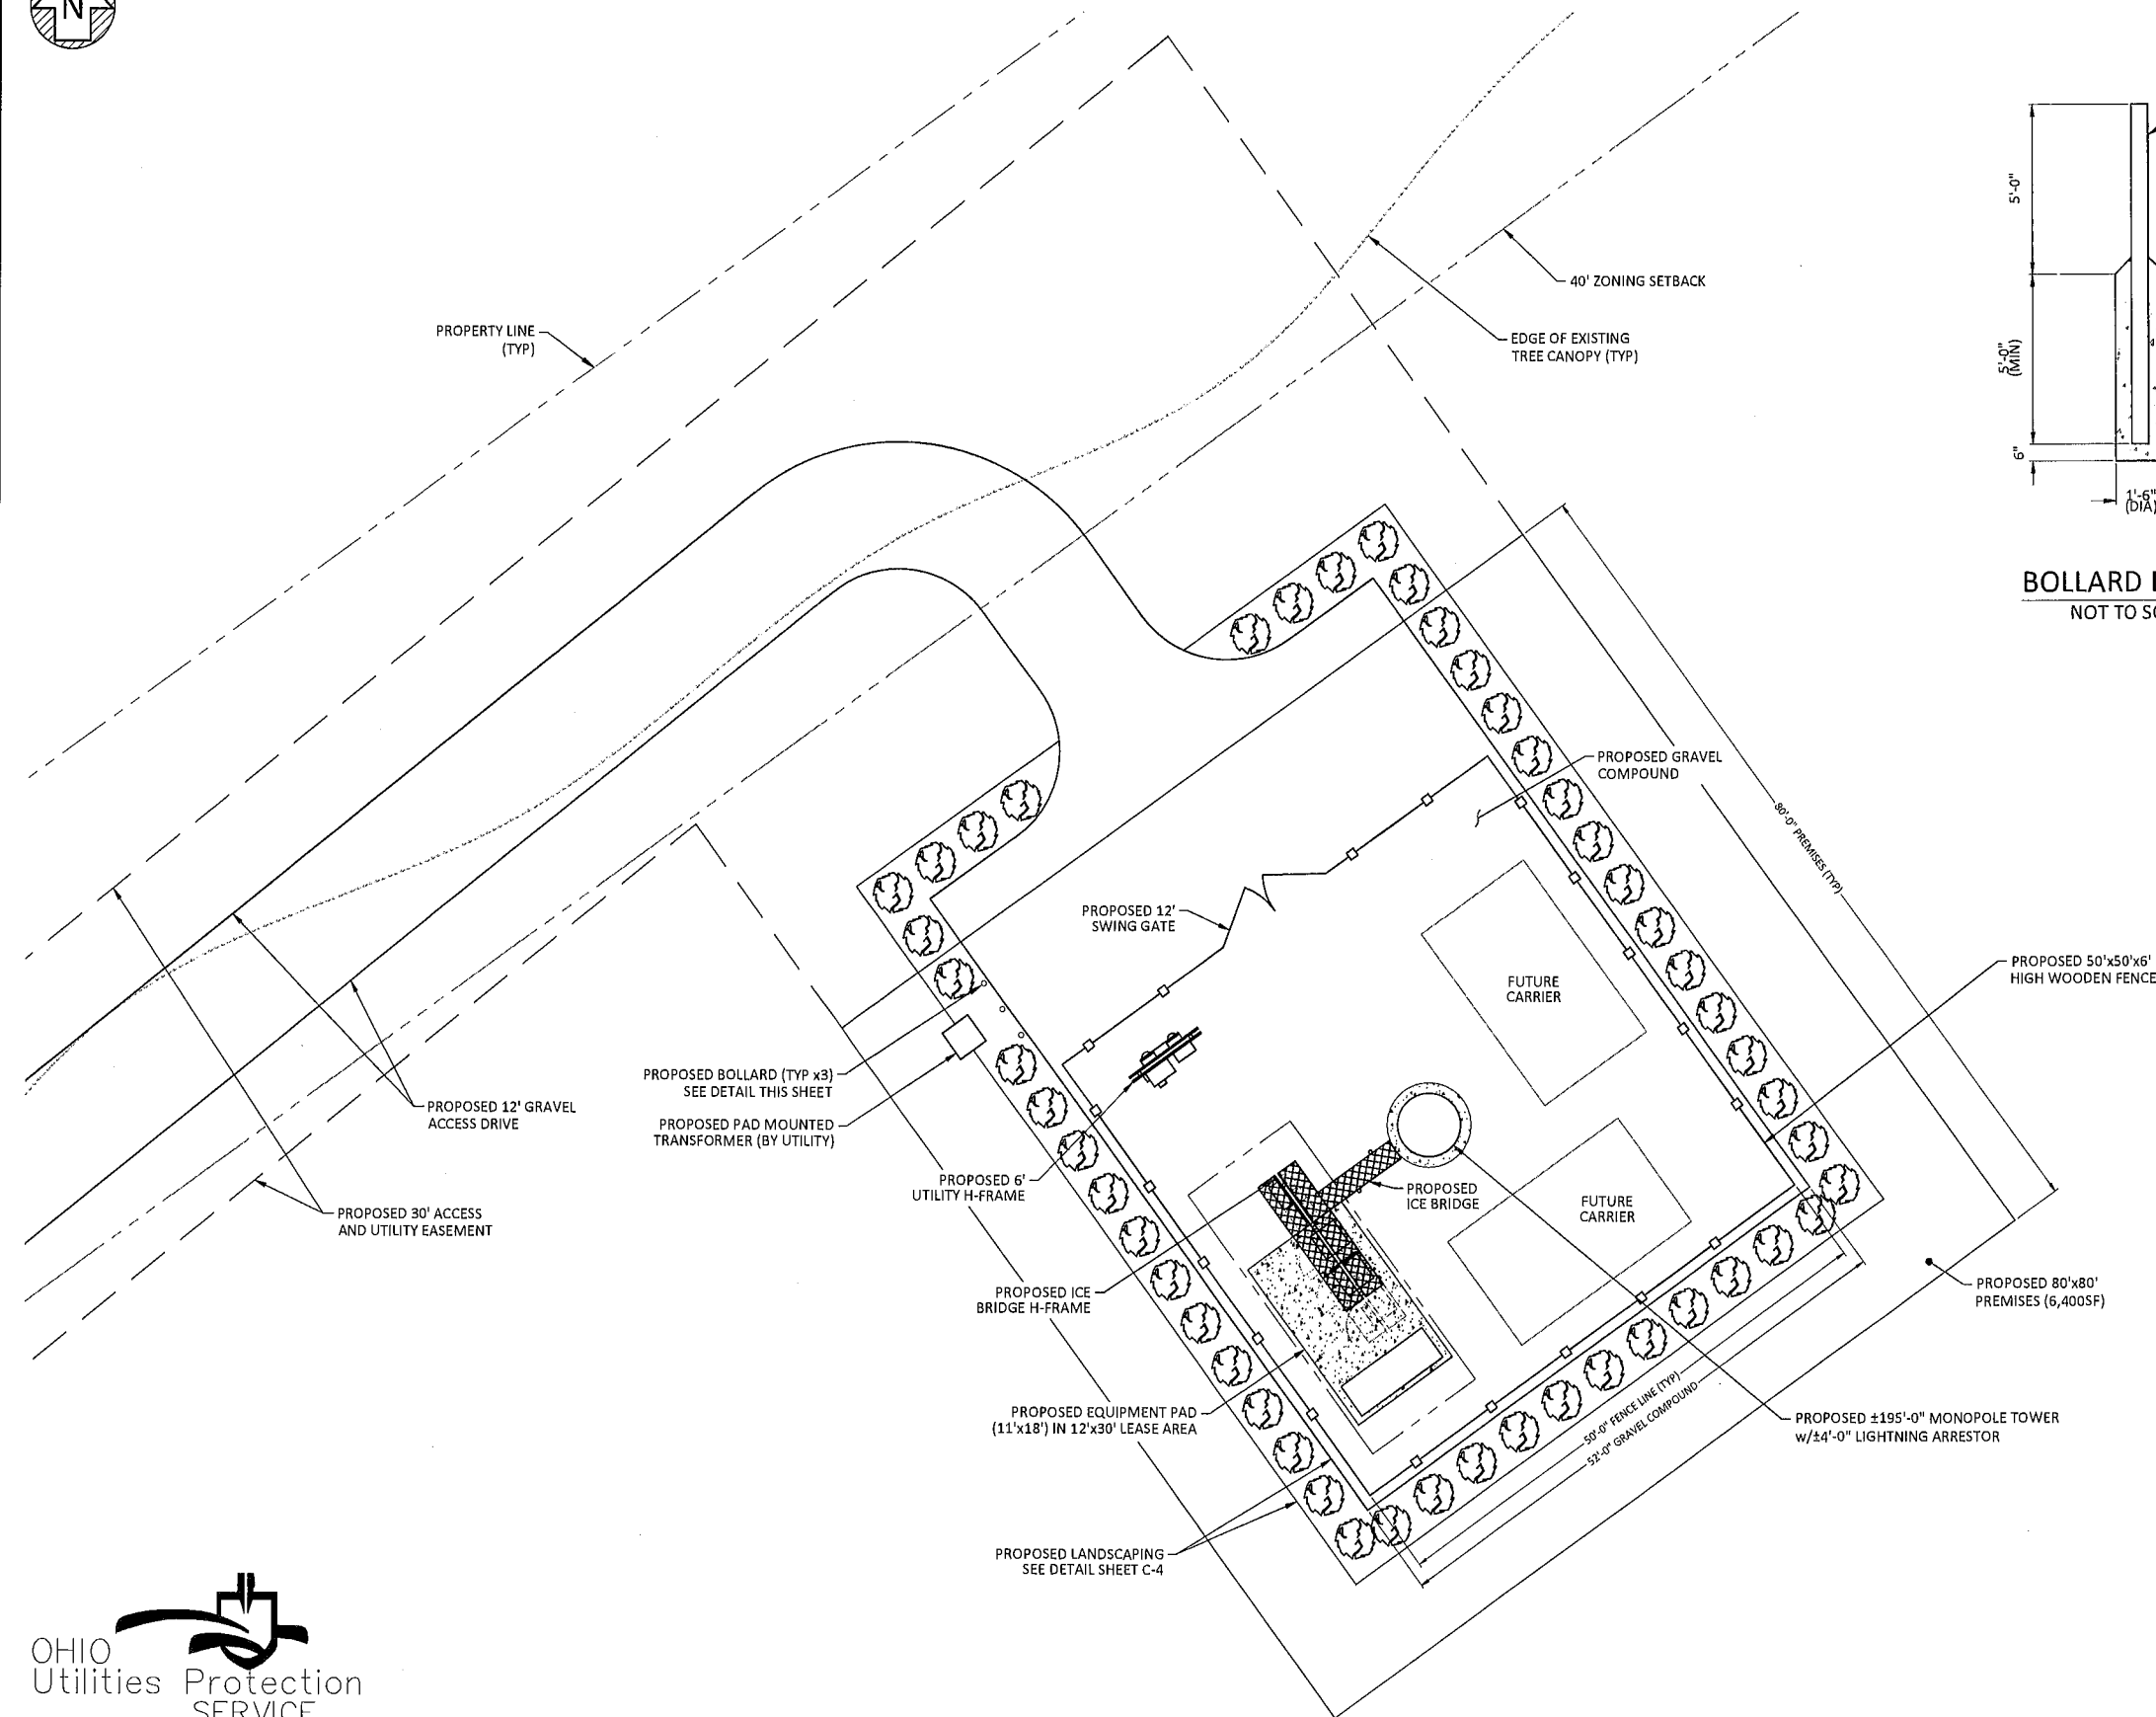 N
5'-0"
5'-0"
(MIN)
6"
1'-6"
(DIA)
NOT TO
BOLLARD
40' ZONING SETBACK
EDGE OF EXISTING
TREE CANOPY (TYP)
PROPERTY LINE
(TYP)
PROPOSED GRAVEL
COMPOUND
80'-0" PREMISES (TYP)
PROPOSED 12'
SWING GATE
FUTURE
CARRIER
PROPOSED 50'x50'x6'
HIGH WOODEN FENCE
PROPOSED BOLLARD (TYP x3)
SEE DETAIL THIS SHEET
PROPOSED 12' GRAVEL
ACCESS DRIVE
PROPOSED PAD MOUNTED
TRANSFORMER (BY UTILITY)
PROPOSED 6'
UTILITY H-FRAME
PROPOSED
ICE BRIDGE
FUTURE
CARRIER
PROPOSED 30' ACCESS
AND UTILITY EASEMENT
PROPOSED ICE
BRIDGE H-FRAME
PROPOSED 80'x80'
PREMISES (6,400SF)
PROPOSED EQUIPMENT PAD
(11'x18') IN 12'x30' LEASE AREA
50'-0" FENCE LINE (TYP)
52'-0" GRAVEL COMPOUND
PROPOSED ±195'-0" MONOPOLE TOWER
w/±4'-0" LIGHTNING ARRESTOR
PROPOSED LANDSCAPING
SEE DETAIL SHEET C-4
OHIO
Utilities Protection
SERVICE